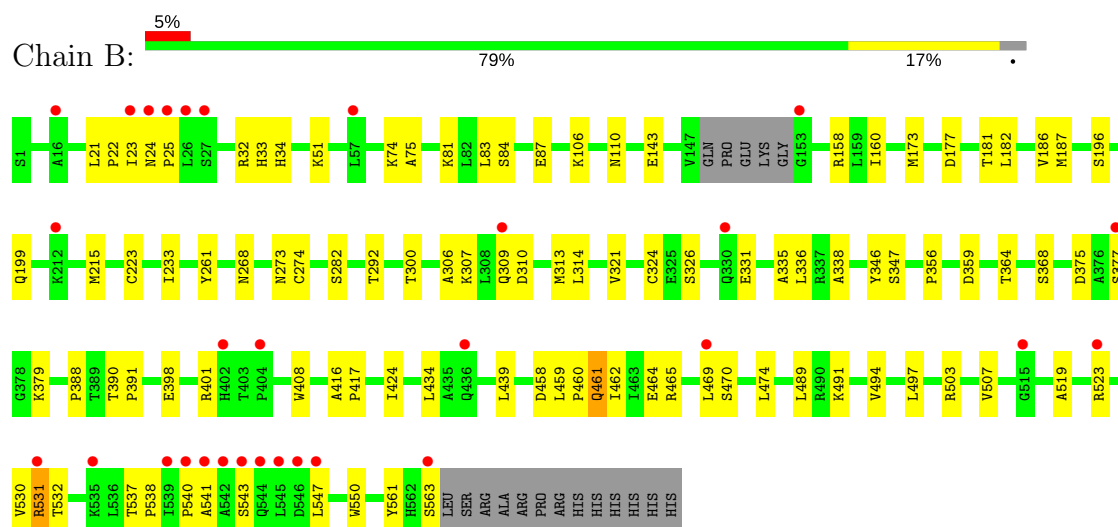 5%
Chain B:
79% 17% •
S1 A16 L21 P22 I23 N24 P25 L26 S27 R32 H33 H34 K51 L57 K74 A75 K81 L82 L83 S84 E87 K106 N110 E143 V147 GLN PRO GLU LYS GLY G153 R158 L159 I160 M173 D177 T181 L182 V186 M187 S196
Q199 K212 M215 C223 I233 Y261 N268 N273 C274 S282 T292 T300 A306 K307 L308 Q309 D310 M313 L314 V321 C324 E325 S326 Q330 E331 A335 L336 R337 A338 Y346 S347 P356 D359 T364 S368 D375 A376 S377
G378 K379 P388 T389 T390 P391 E398 R401 H402 T403 P404 W408 A416 P417 I424 L434 A435 Q436 L439 D458 L459 P460 Q461 I462 I463 E464 R465 L469 S470 L474 L489 R490 K491 V494 L497 R503 V507 G515 A519 R523
V530 R531 T532 K535 L536 T537 P538 I539 P540 A541 A542 S543 Q544 L545 D546 L547 W550 Y561 H562 S563 LEU SER ARG ALA ARG PRO ARG HIS HIS HIS HIS HIS HIS